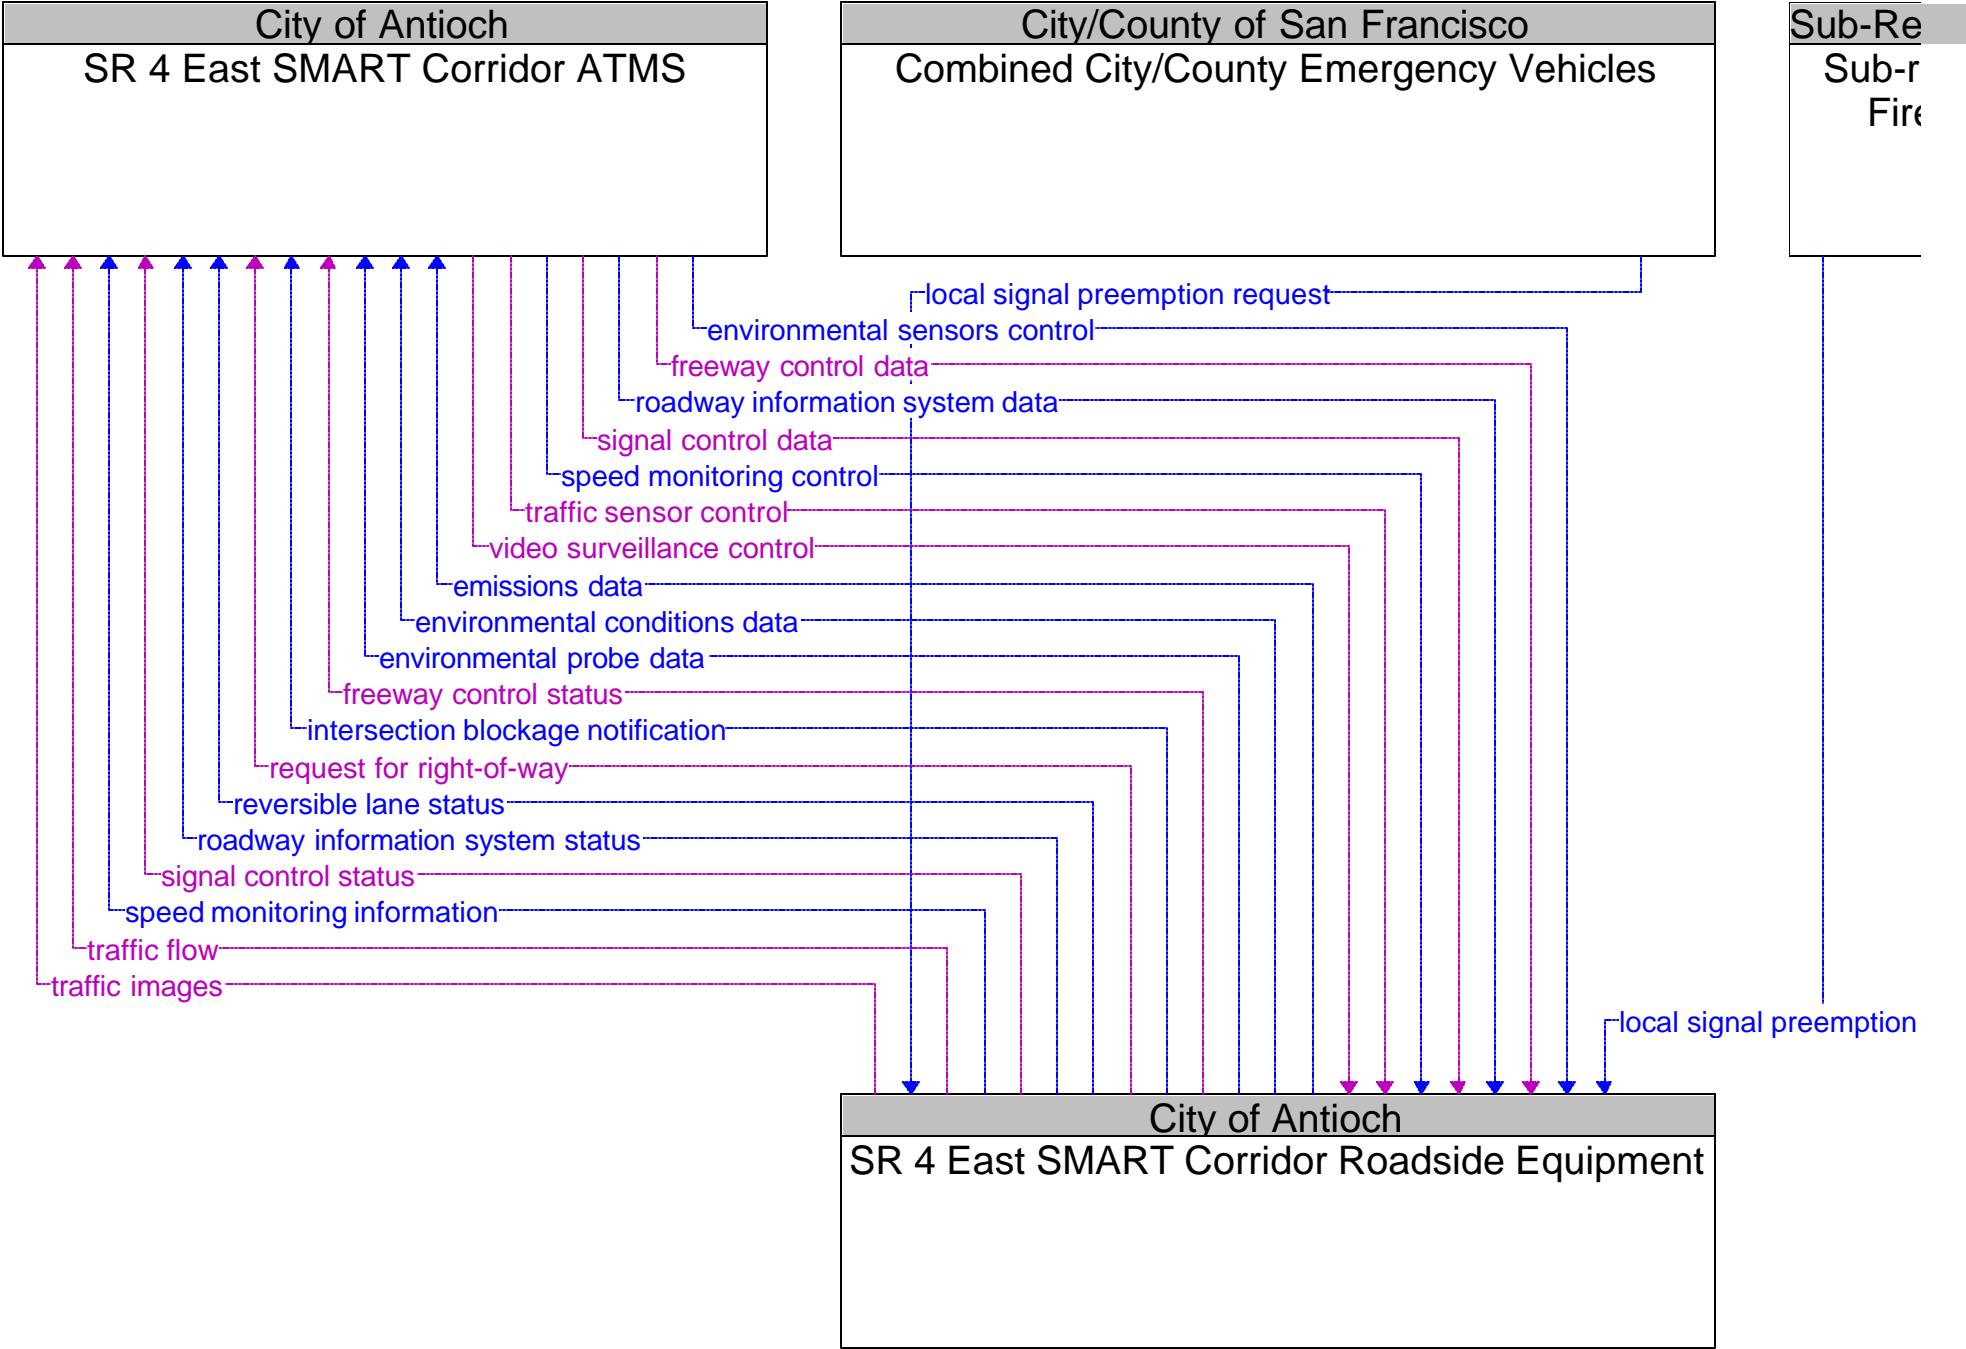 City of Antioch
SR 4 East SMART Corridor ATMS
City/County of San Francisco
Combined City/County Emergency Vehicles
Sub-Re
Sub-r
Fire
local signal preemption request
environmental sensors control
freeway control data
roadway information system data
signal control data
speed monitoring control
traffic sensor control
video surveillance control
emissions data
environmental conditions data
environmental probe data
freeway control status
intersection blockage notification
request for right-of-way
reversible lane status
roadway information system status
signal control status
speed monitoring information
traffic flow
traffic images
local signal preemption
City of Antioch
SR 4 East SMART Corridor Roadside Equipment